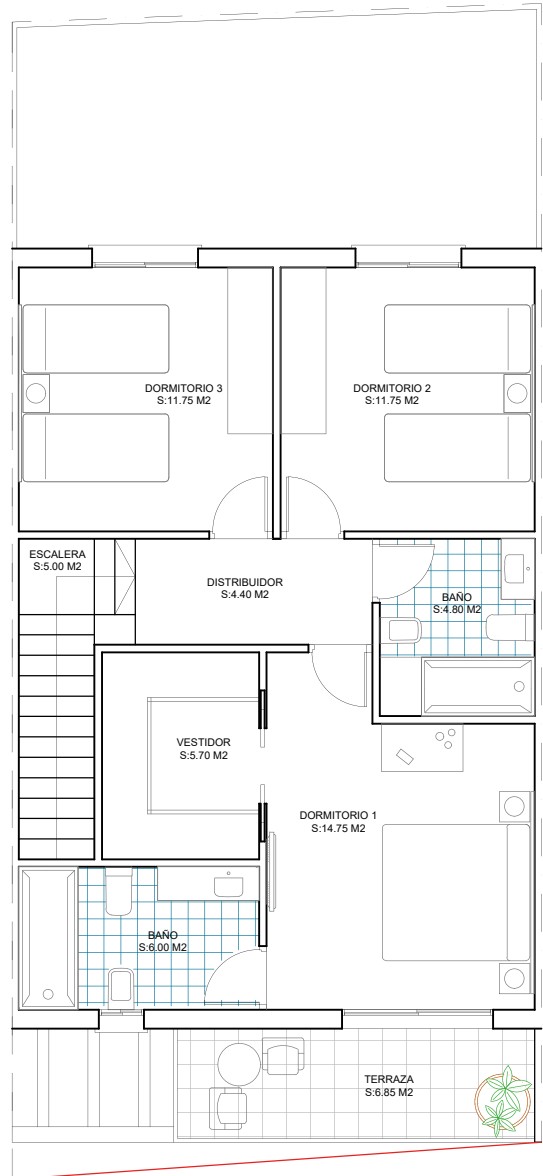 DORMITORIO 3
S:11.75 M2
DORMITORIO 2
S:11.75 M2
ESCALERA
S:5.00 M2
DISTRIBUIDOR
S:4.40 M2
BAÑO
S:4.80 M2
VESTIDOR
S:5.70 M2
DORMITORIO 1
S:14.75 M2
BAÑO
S:6.00 M2
TERRAZA
S:6.85 M2